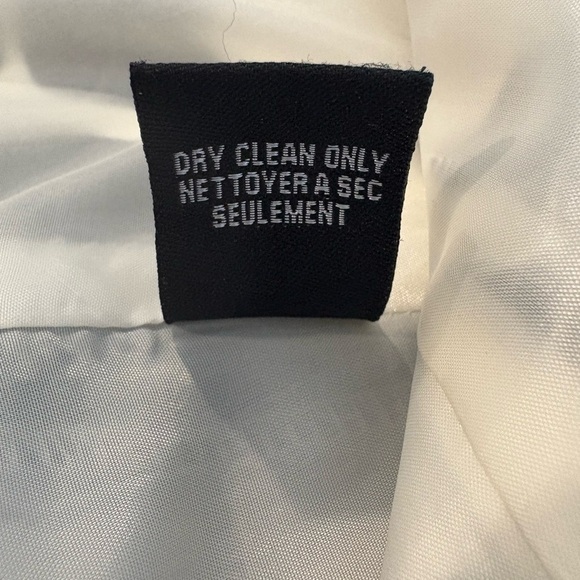 DRY CLEAN ONLY
NETTOYER A SEC
SEULEMENT